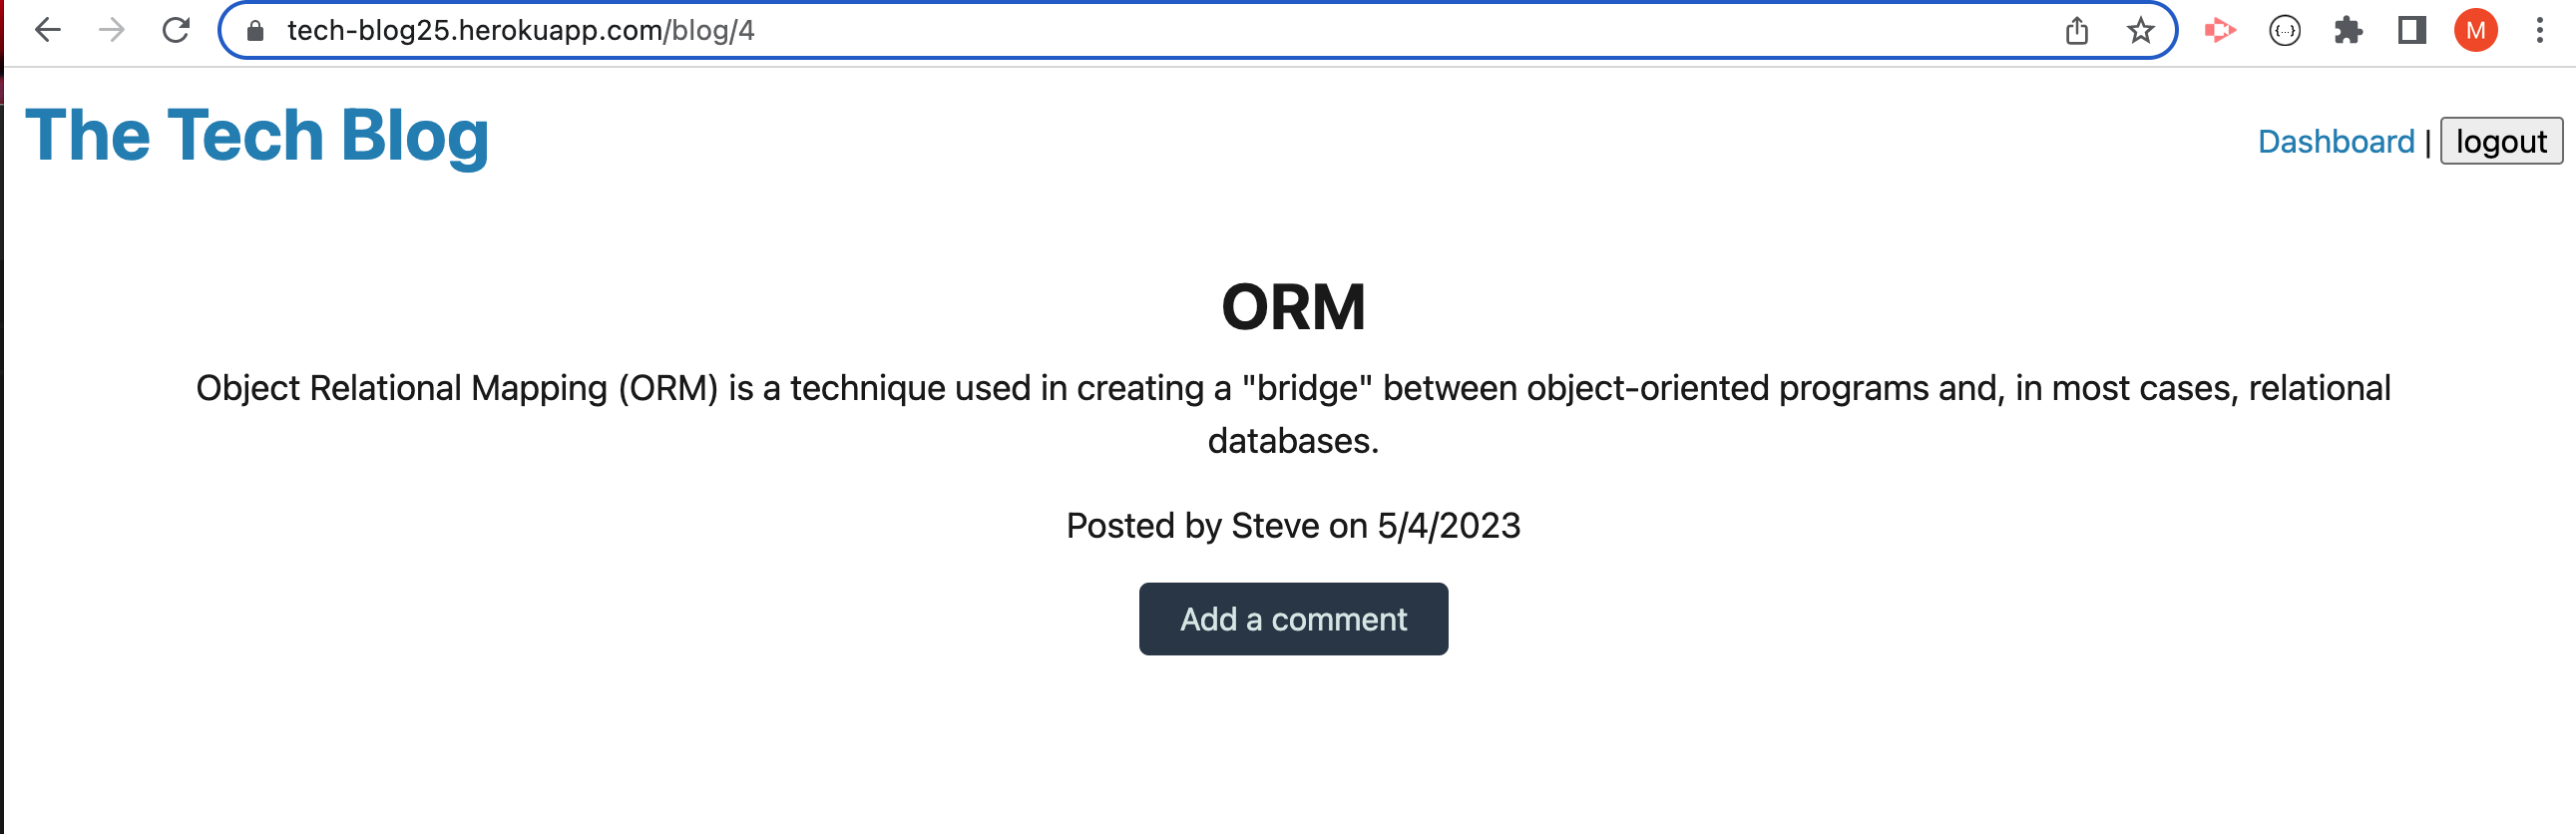 tech-blog25.herokuapp.com/blog/4
{...}
M
The Tech Blog
Dashboard | logout
ORM
Object Relational Mapping (ORM) is a technique used in creating a "bridge" between object-oriented programs and, in most cases, relational
databases.
Posted by Steve on 5/4/2023
Add a comment